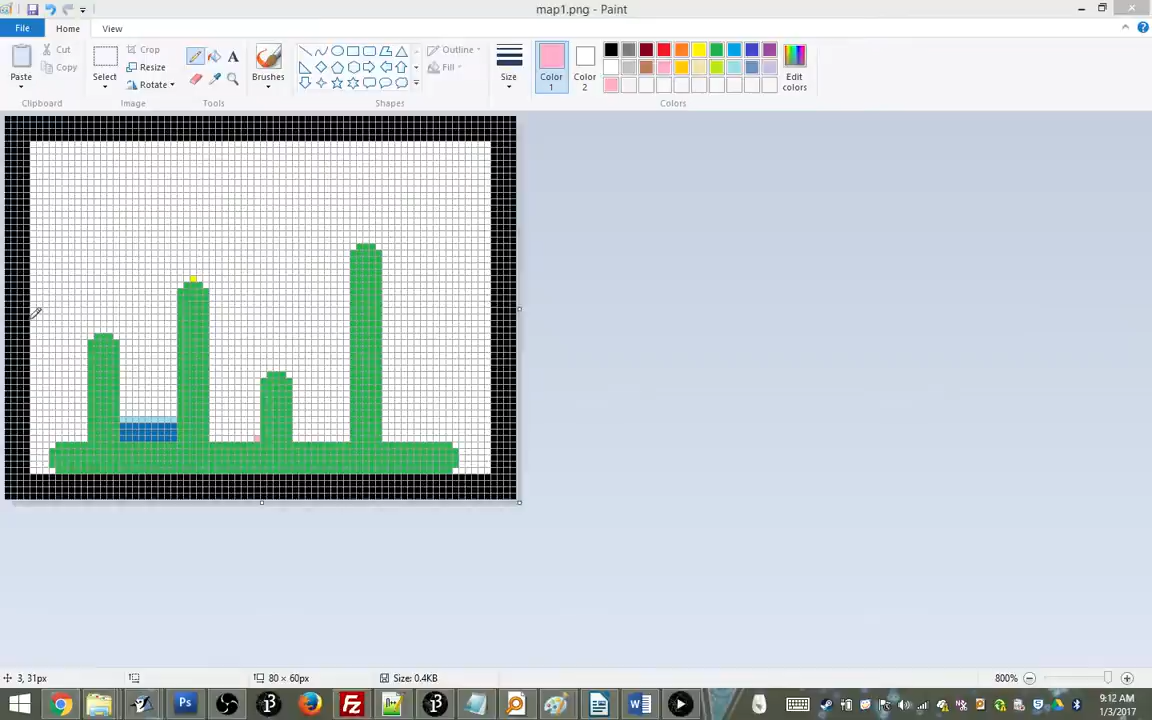 map1.png - Paint
File
Home
View
Paste
Cut
Copy
Clipboard
Select
Crop
Resize
Rotate
Image
A
Tools
Brushes
Outline
Fill
Shapes
Size
Color
1
Color
2
Edit
colors
Colors
3, 31px
80 × 60px
Size: 0.4KB
800%
Ps
Fz
W
9:12 AM
1/3/2017